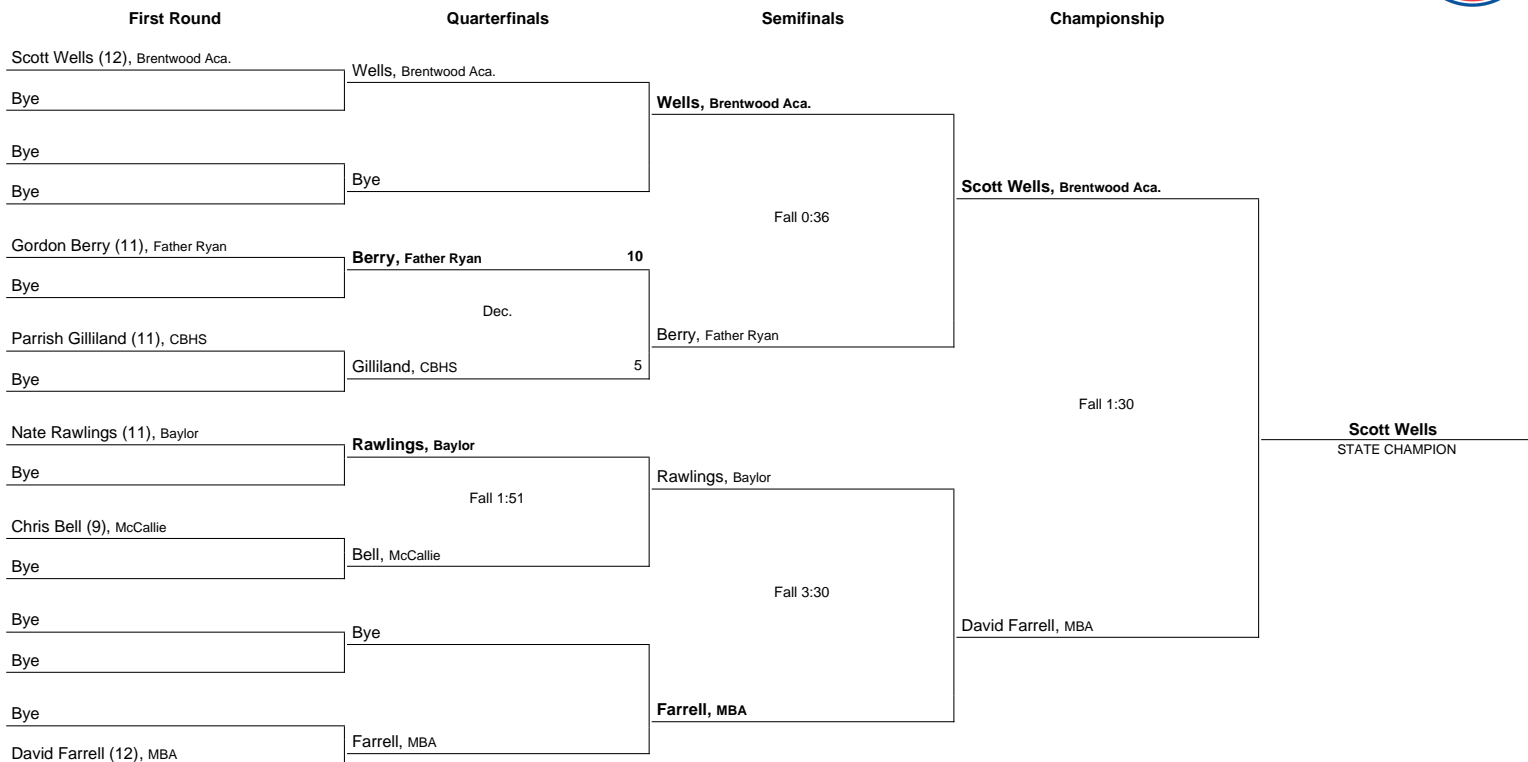 First Round
Quarterfinals
Semifinals
Championship
Scott Wells (12), Brentwood Aca.
Bye
Bye
Bye
Gordon Berry (11), Father Ryan
Bye
Parrish Gilliland (11), CBHS
Bye
Nate Rawlings (11), Baylor
Bye
Chris Bell (9), McCallie
Bye
Bye
Bye
Bye
David Farrell (12), MBA
Wells, Brentwood Aca.
Bye
Berry, Father Ryan 10
Dec.
Gilliland, CBHS 5
Rawlings, Baylor
Fall 1:51
Bell, McCallie
Bye
Farrell, MBA
Wells, Brentwood Aca.
Fall 0:36
Berry, Father Ryan
Rawlings, Baylor
Fall 3:30
Farrell, MBA
Scott Wells, Brentwood Aca.
Fall 1:30
David Farrell, MBA
Scott Wells
STATE CHAMPION